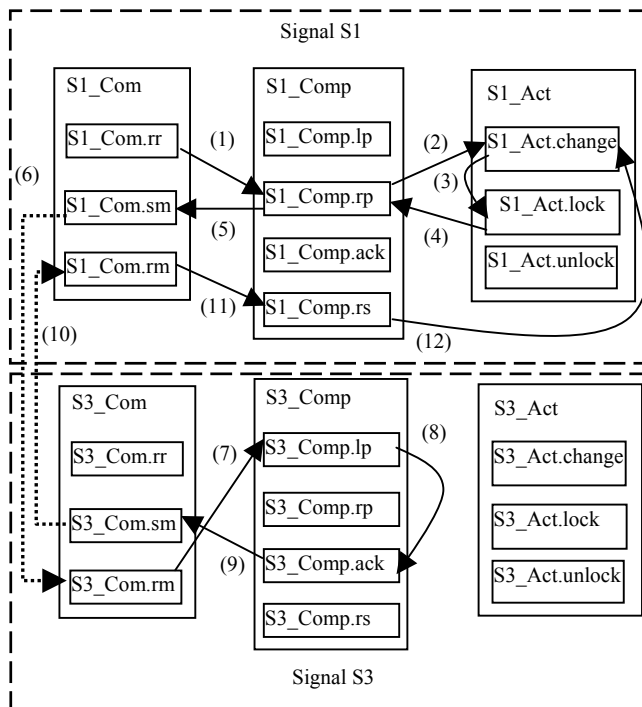 Signal S1
S1_Com
S1_Comp
S1_Act
S1_Com.rr
(1)
S1_Comp.lp
(2)
S1_Act.change
(6)
(3)
S1_Com.sm
(5)
S1_Comp.rp
(4)
S1_Act.lock
S1_Com.rm
S1_Comp.ack
S1_Act.unlock
(10)
(11)
S1_Comp.rs
(12)
S3_Com
S3_Comp
S3_Act
S3_Com.rr
(7)
S3_Comp.lp
(8)
S3_Act.change
S3_Com.sm
S3_Comp.rp
S3_Act.lock
(9)
S3_Comp.ack
S3_Com.rm
S3_Act.unlock
S3_Comp.rs
Signal S3